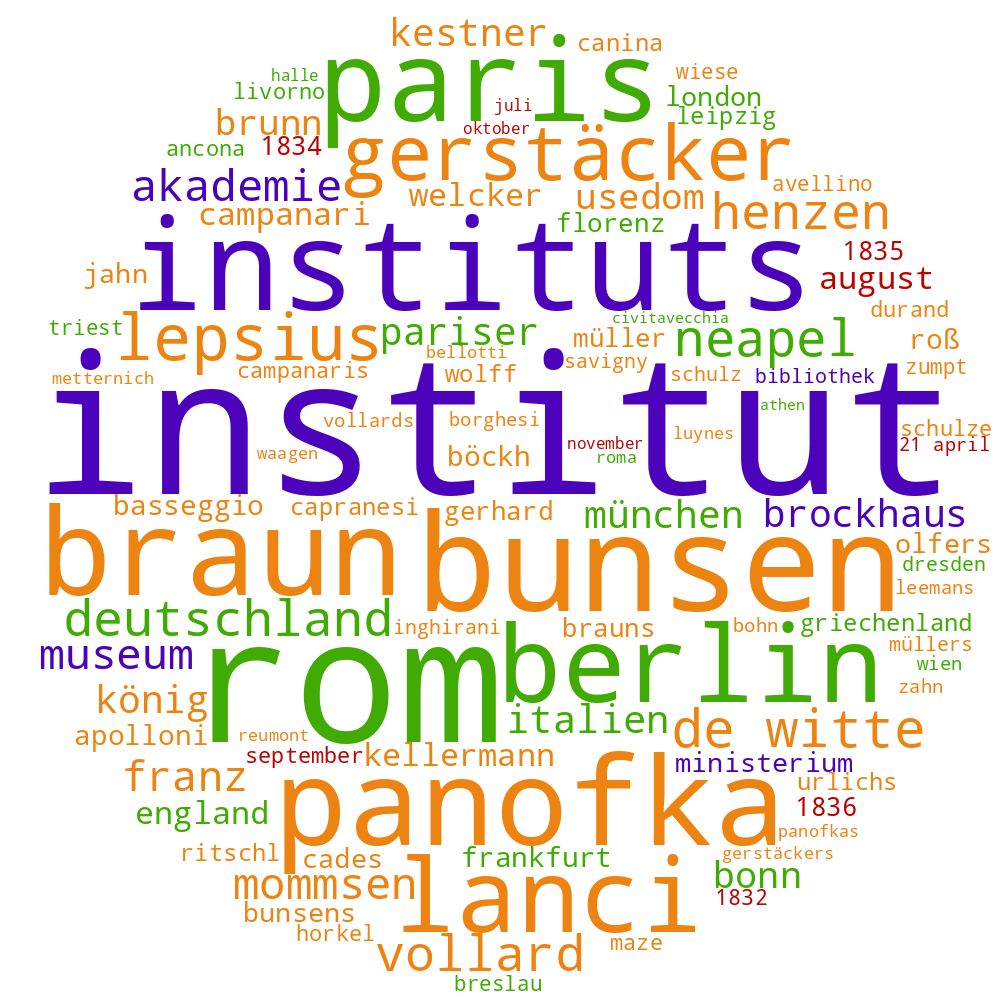 kestner
canina
paris
wiese
halle
livorno
juli
london
leipzig
brunn
oktober
ancona
1834
gerstäcker
akademie
welcker
usedom
avellino
campanari
florenz
henzen
instituts
1835
jahn
august
durand
triest
lepsius
pariser
civitavecchia
müller
neapel
roß
bellotti
savigny
zumpt
metternich
campanaris
wolff
schulz
bibliothek
institut
athen
vollards
borghesi
luynes
schulze
november
21 april
waagen
böckh
roma
basseggio
capranesi
gerhard
münchen
brockhaus
braun
bunsen
olfers
dresden
leemans
deutschland
inghirani
brauns
bohn
griechenland
museum
rom
berlin
müllers
wien
zahn
könig
italien
de witte
apolloni
reumont
september
kellermann
ministerium
franz
panofka
urlichs
england
1836
panofkas
ritschl
cades
frankfurt
gerstäckers
mommsen
lanci
bonn
1832
bunsens
horkel
vollard
maze
breslau